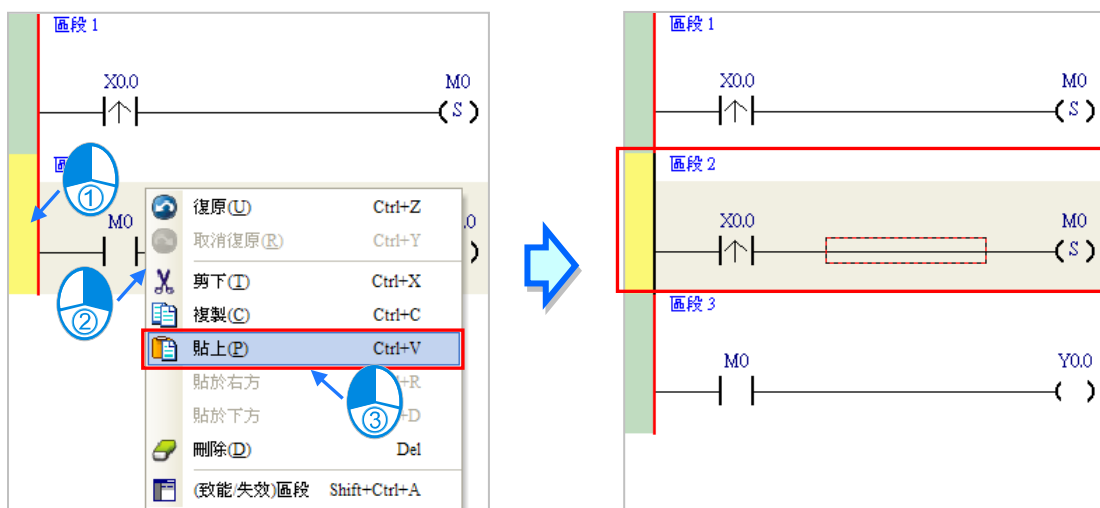 區段 1
X0.0 M0
S
區
①
M0 .0
②
復原(U) Ctrl+Z
取消復原(R) Ctrl+Y
剪下(T) Ctrl+X
複製(C) Ctrl+C
貼上(P) Ctrl+V
貼於右方 +R
貼於下方 +D
③
刪除(D) Del
(致能/失效)區段 Shift+Ctrl+A
區段 1
X0.0 M0
S
區段 2
X0.0 M0
S
區段 3
M0 Y0.0